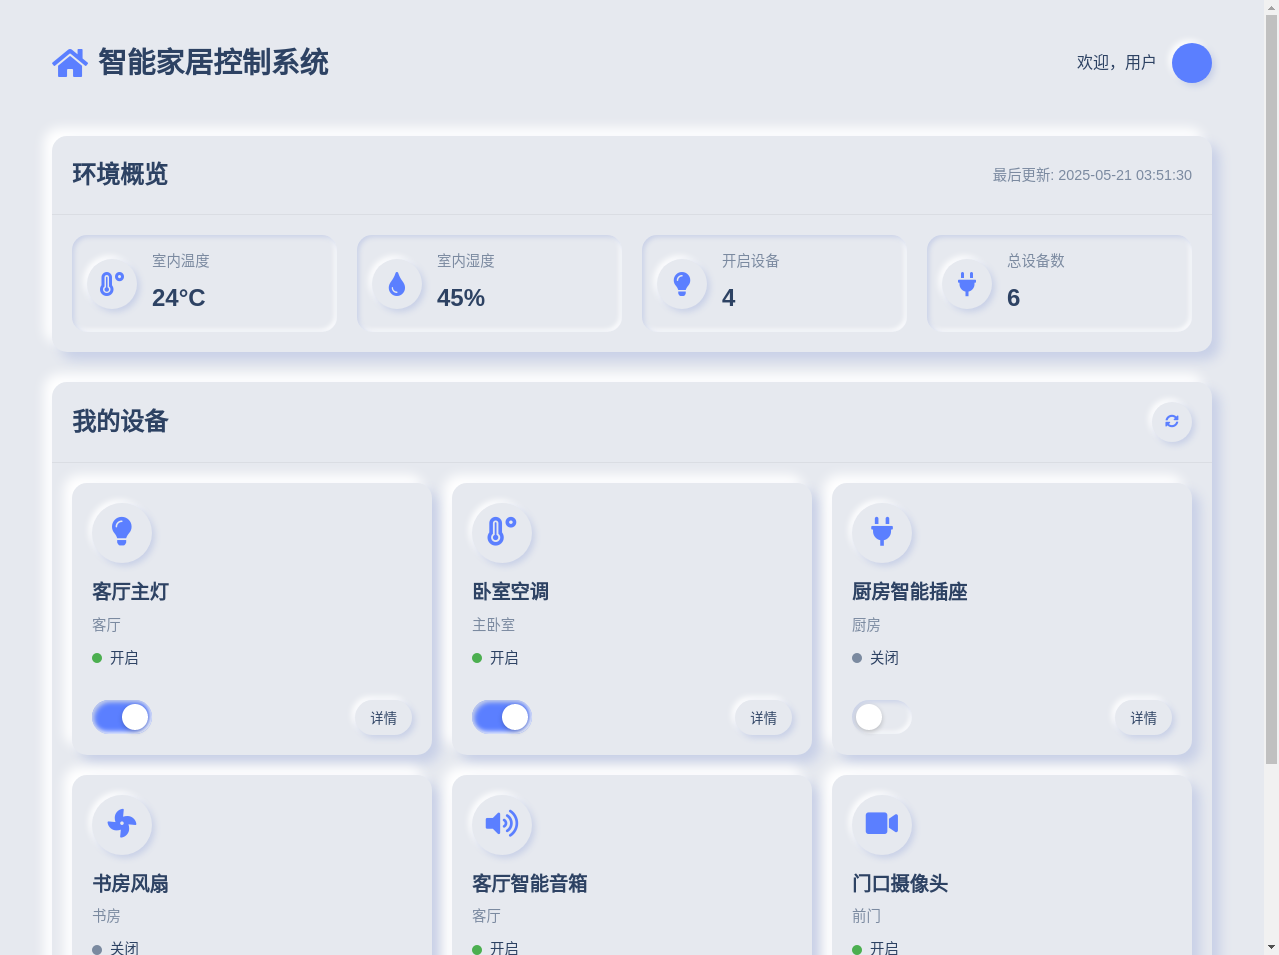 智能家居控制系统
欢迎，用户
环境概览
最后更新: 2025-05-21 03:51:30
室内温度
24°C
室内湿度
45%
开启设备
4
总设备数
6
我的设备
客厅主灯
客厅
开启
详情
卧室空调
主卧室
开启
详情
厨房智能插座
厨房
关闭
详情
书房风扇
书房
关闭
客厅智能音箱
客厅
开启
门口摄像头
前门
开启